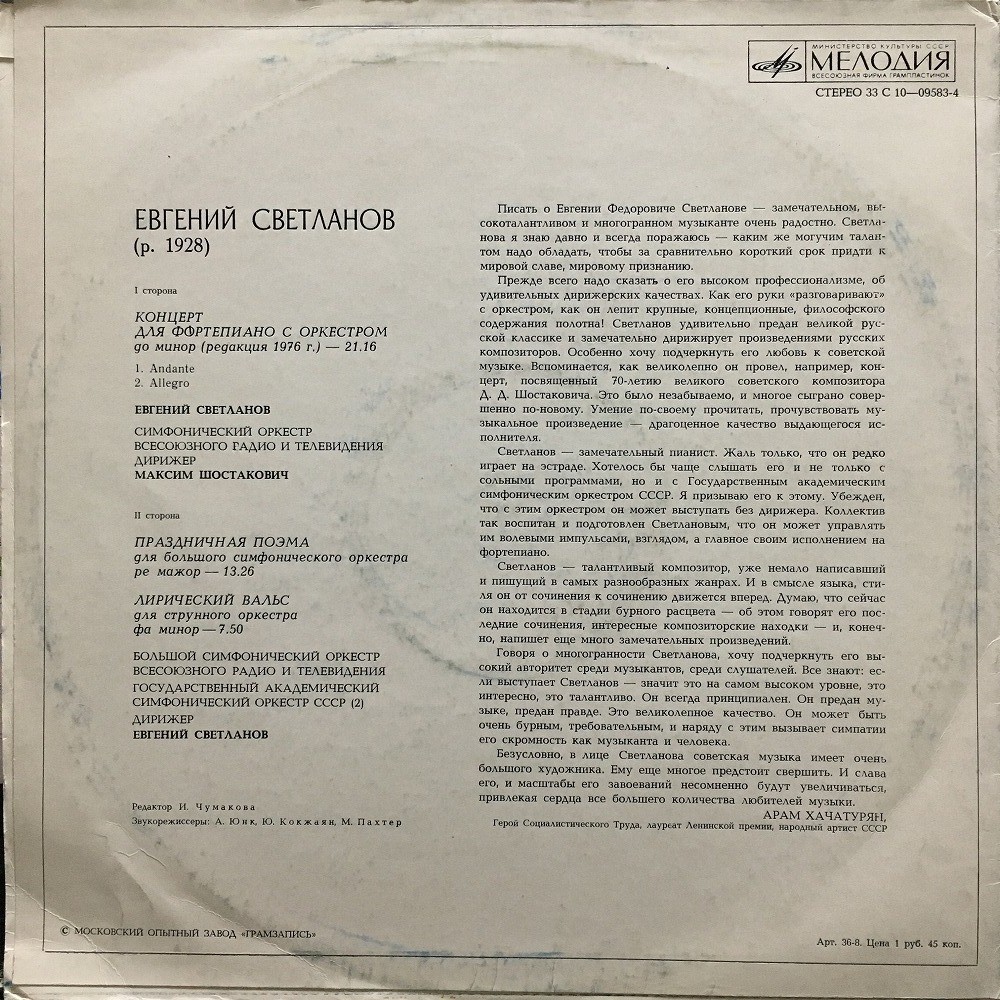 МИНИСТЕРСТВО КУЛЬТУРЫ СССР
МЕЛОДИЯ
ВСЕСОЮЗНАЯ ФИРМА ГРАМПЛАСТИНОК
СТЕРЕО 33 С 10—09583-4
ЕВГЕНИЙ СВЕТЛАНОВ
(р. 1928)
I сторона
КОНЦЕРТ
ДЛЯ ФОРТЕПИАНО С ОРКЕСТРОМ
до минор (редакция 1976 г.) — 21.16
1. Andante
2. Allegro
ЕВГЕНИЙ СВЕТЛАНОВ
СИМФОНИЧЕСКИЙ ОРКЕСТР
ВСЕСОЮЗНОГО РАДИО И ТЕЛЕВИДЕНИЯ
ДИРИЖЕР
МАКСИМ ШОСТАКОВИЧ
II сторона
ПРАЗДНИЧНАЯ ПОЭМА
для большого симфонического оркестра
ре мажор — 13.26
ЛИРИЧЕСКИЙ ВАЛЬС
для струнного оркестра
фа минор — 7.50
БОЛЬШОЙ СИМФОНИЧЕСКИЙ ОРКЕСТР
ВСЕСОЮЗНОГО РАДИО И ТЕЛЕВИДЕНИЯ
ГОСУДАРСТВЕННЫЙ АКАДЕМИЧЕСКИЙ
СИМФОНИЧЕСКИЙ ОРКЕСТР СССР (2)
ДИРИЖЕР
ЕВГЕНИЙ СВЕТЛАНОВ
Редактор И. Чумакова
Звукорежиссеры: А. Юнк, Ю. Кокжаян, М. Пахтер
Писать о Евгении Федоровиче Светланове — замечательном, вы-
сокоталантливом и многогранном музыканте очень радостно. Светла-
нова я знаю давно и всегда поражаюсь — каким же могучим талан-
том надо обладать, чтобы за сравнительно короткий срок придти к
мировой славе, мировому признанию.
Прежде всего надо сказать о его высоком профессионализме, об
удивительных дирижерских качествах. Как его руки «разговаривают»
с оркестром, как он лепит крупные, концепционные, философского
содержания полотна! Светланов удивительно предан великой рус-
ской классике и замечательно дирижирует произведениями русских
композиторов. Особенно хочу подчеркнуть его любовь к советской
музыке. Вспоминается, как великолепно он провел, например, кон-
церт, посвященный 70-летию великого советского композитора
Д. Д. Шостаковича. Это было незабываемо, и многое сыграно совер-
шенно по-новому. Умение по-своему прочитать, прочувствовать му-
зыкальное произведение — драгоценное качество выдающегося ис-
полнителя.
Светланов — замечательный пианист. Жаль только, что он редко
играет на эстраде. Хотелось бы чаще слышать его и не только с
сольными программами, но и с Государственным академическим
симфоническим оркестром СССР. Я призываю его к этому. Убежден,
что с этим оркестром он может выступать без дирижера. Коллектив
так воспитан и подготовлен Светлановым, что он может управлять
им волевыми импульсами, взглядом, а главное своим исполнением на
фортепиано.
Светланов — талантливый композитор, уже немало написавший
и пишущий в самых разнообразных жанрах. И в смысле языка, сти-
ля он от сочинения к сочинению движется вперед. Думаю, что сейчас
он находится в стадии бурного расцвета — об этом говорят его пос-
ледние сочинения, интересные композиторские находки — и, конеч-
но, напишет еще много замечательных произведений.
Говоря о многогранности Светланова, хочу подчеркнуть его вы-
сокий авторитет среди музыкантов, среди слушателей. Все знают: ес-
ли выступает Светланов — значит это на самом высоком уровне, это
интересно, это талантливо. Он всегда принципиален. Он предан му-
зыке, предан правде. Это великолепное качество. Он может быть
очень бурным, требовательным, и наряду с этим вызывает симпатии
его скромность как музыканта и человека.
Безусловно, в лице Светланова советская музыка имеет очень
большого художника. Ему еще многое предстоит свершить. И слава
его, и масштабы его завоеваний несомненно будут увеличиваться,
привлекая сердца все большего количества любителей музыки.
АРАМ ХАЧАТУРЯН,
Герой Социалистического Труда, лауреат Ленинской премии, народный артист СССР
© МОСКОВСКИЙ ОПЫТНЫЙ ЗАВОД «ГРАМЗАПИСЬ»
Арт. 36-8. Цена 1 руб. 45 коп.